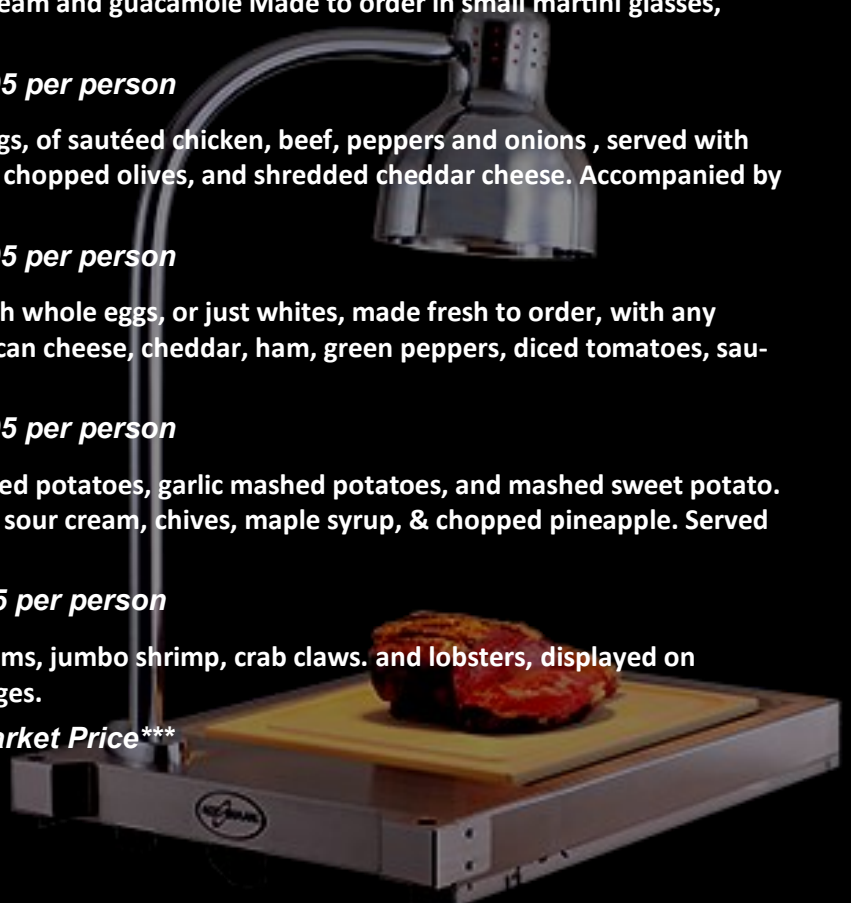 eam and guacamole Made to order in small martini glasses,
5 per person
gs, of sautéed chicken, beef, peppers and onions , served with
chopped olives, and shredded cheddar cheese. Accompanied by
5 per person
h whole eggs, or just whites, made fresh to order, with any
can cheese, cheddar, ham, green peppers, diced tomatoes, sau-
5 per person
ed potatoes, garlic mashed potatoes, and mashed sweet potato.
sour cream, chives, maple syrup, & chopped pineapple. Served
5 per person
ms, jumbo shrimp, crab claws. and lobsters, displayed on
ges.
arket Price***